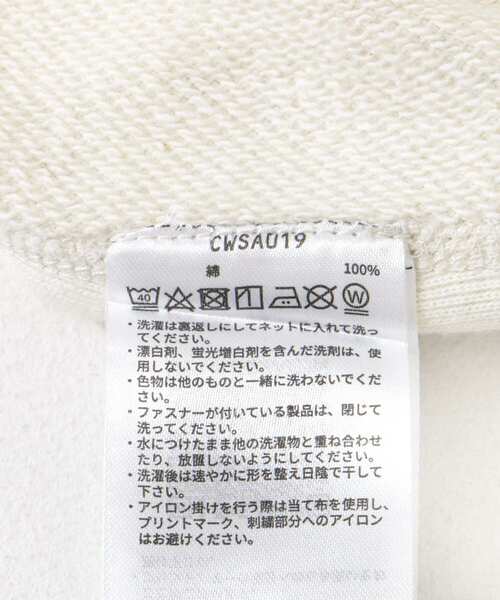 CWSA019
綿 100%
40 W
・洗濯は裏返しにしてネットに入れて洗っ
てください。
・漂白剤、蛍光増白剤を含んだ洗剤は、使
用しないでください。
・色物は他のものと一緒に洗わないでくだ
さい。
・ファスナーが付いている製品は、閉じて
洗ってください。
・水につけたまま他の洗濯物と重ね合わせ
たり、放置しないようにしてください。
・洗濯後は速やかに形を整え日陰で干して
下さい。
・アイロン掛けを行う際は当て布を使用し、
プリントマーク、刺繍部分へのアイロン
はお避けください。